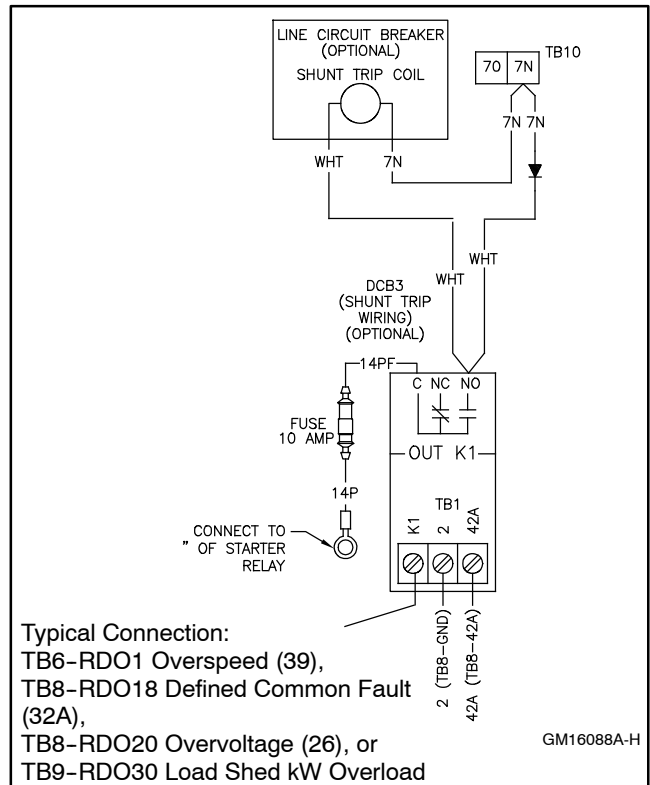 LINE CIRCUIT BREAKER
(OPTIONAL)
SHUNT TRIP COIL
70 7N
TB10
7N 7N
WHT
7N
WHT
WHT
DCB3
(SHUNT TRIP
WIRING)
(OPTIONAL)
14PF
C NC NO
FUSE
10 AMP
OUT K1
14P
TB1
K1
2
42A
CONNECT TO
" OF STARTER
RELAY
2 (TB8-GND)
42A (TB8-42A)
Typical Connection:
TB6-RDO1 Overspeed (39),
TB8-RDO18 Defined Common Fault
(32A),
TB8-RDO20 Overvoltage (26), or
TB9-RDO30 Load Shed kW Overload
GM16088A-H